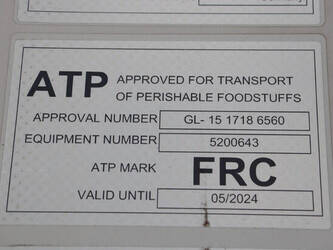 ATP APPROVED FOR TRANSPORT
OF PERISHABLE FOODSTUFFS
APPROVAL NUMBER GL- 15 1718 6560
EQUIPMENT NUMBER 5200643
ATP MARK FRC
VALID UNTIL 05/2024